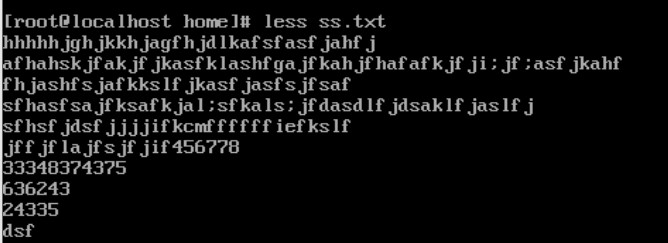 [root@localhost home]# less ss.txt
hhhhhjghjkkhjagfhjdlkafsfasfjahfj
afhahskjfakjfjkasfklashfgajfkahjfhafafkjfji;jf;asfjkahf
fhjashfsjafkkslfjkasfjasfsjfsaf
sfhasfsajfksafkjal;sfkals;jfdasdlfjdsaklfjaslfj
sfhsfjdsfjjjjifkcmffffffiefkslf
jffjflajfsjfjif456778
33348374375
636243
24335
dsf